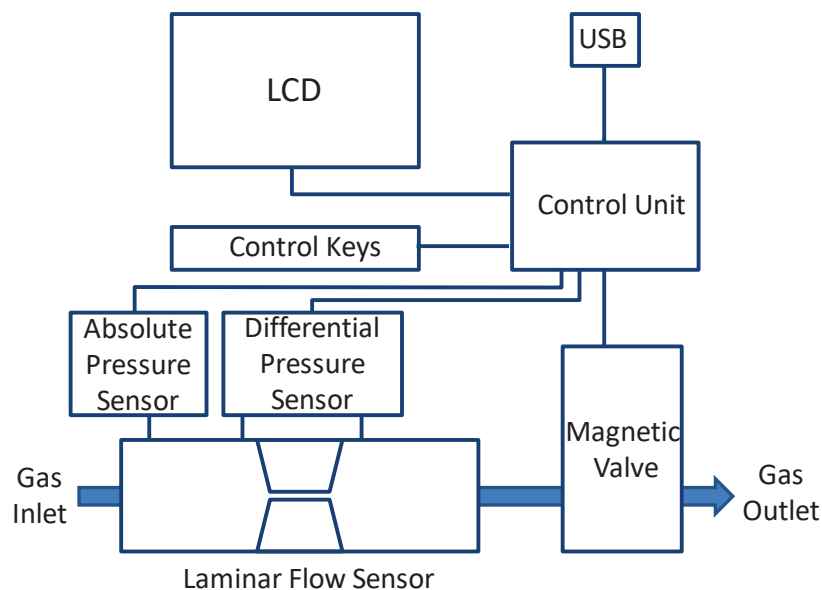 LCD
USB
Control Unit
Control Keys
Absolute
Pressure
Sensor
Differential
Pressure
Sensor
Magnetic
Valve
Gas
Inlet
Gas
Outlet
Laminar Flow Sensor